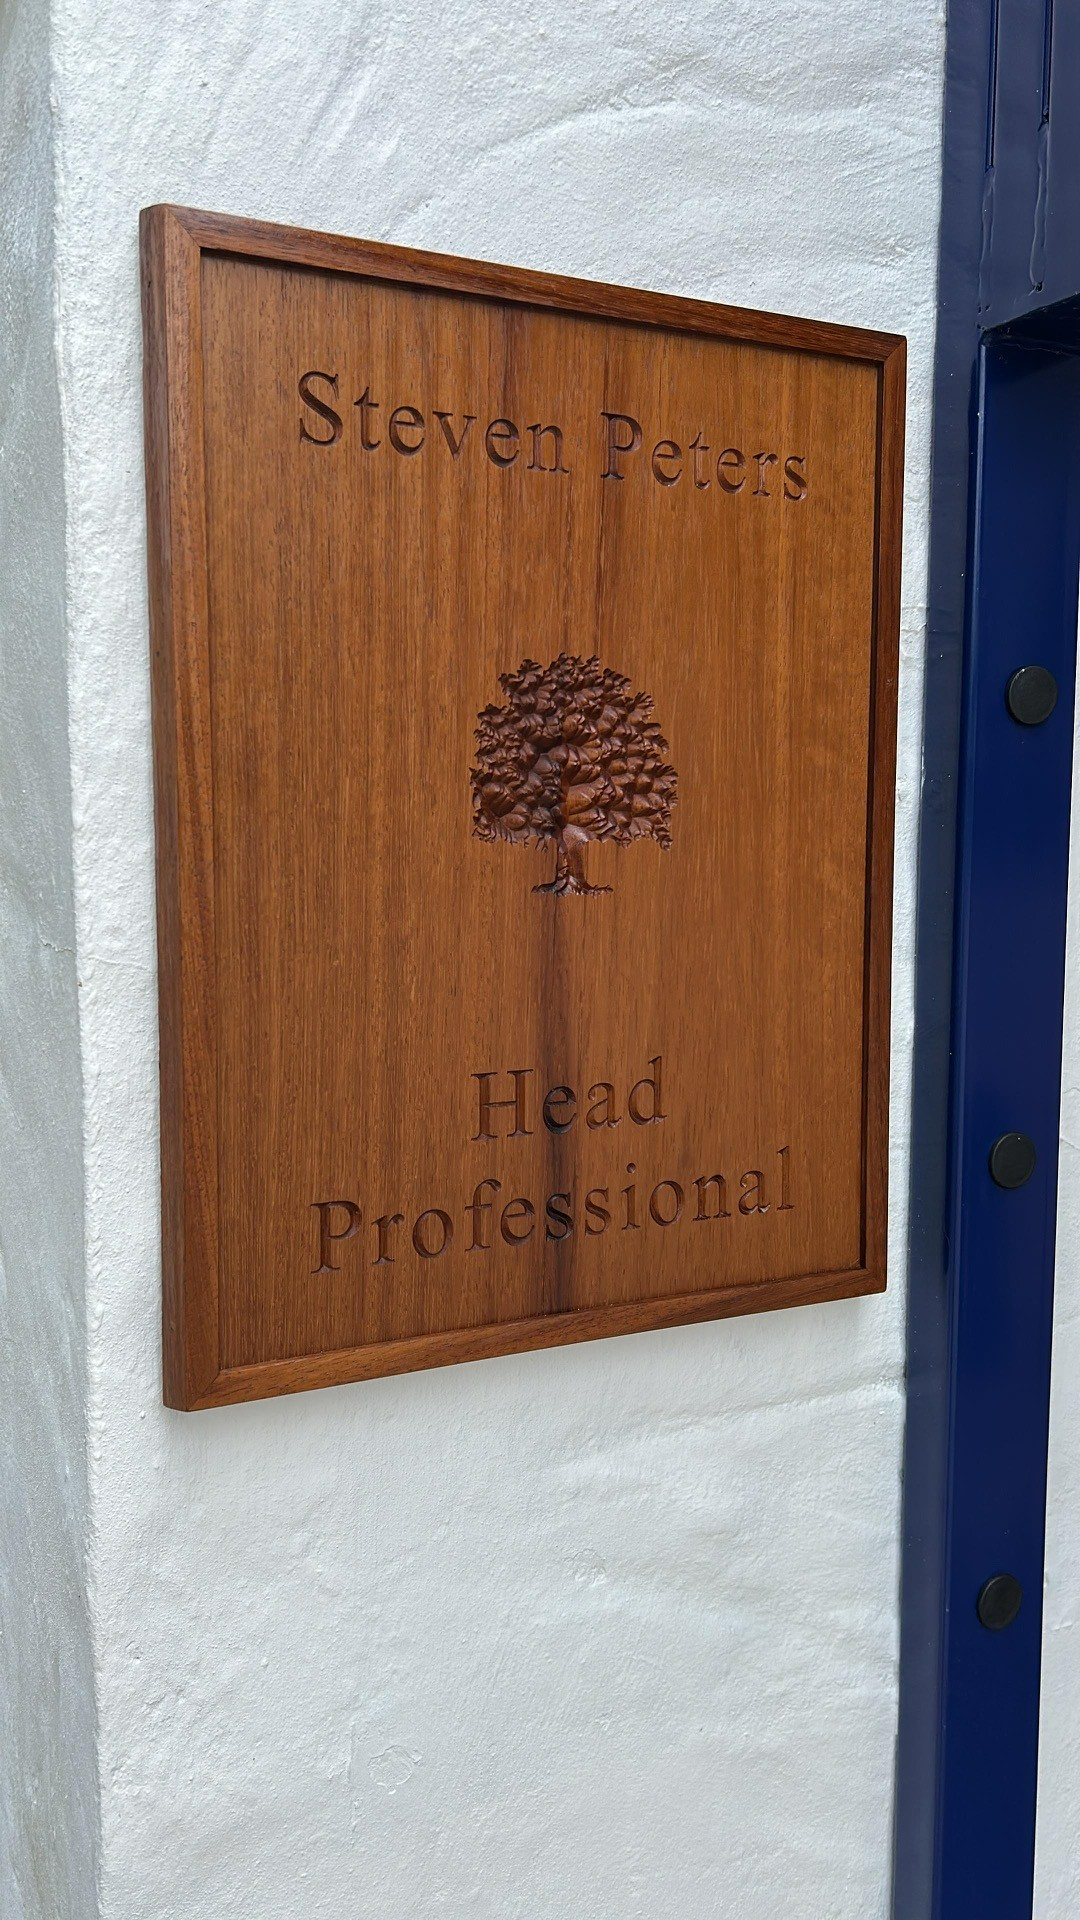 Steven Peters
Head
Professional